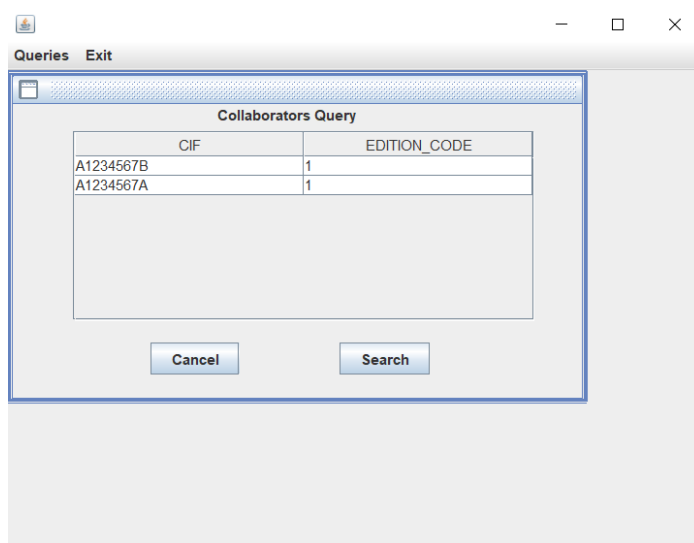 Queries Exit
Collaborators Query
CIF EDITION_CODE
A1234567B 1
A1234567A 1
Cancel Search